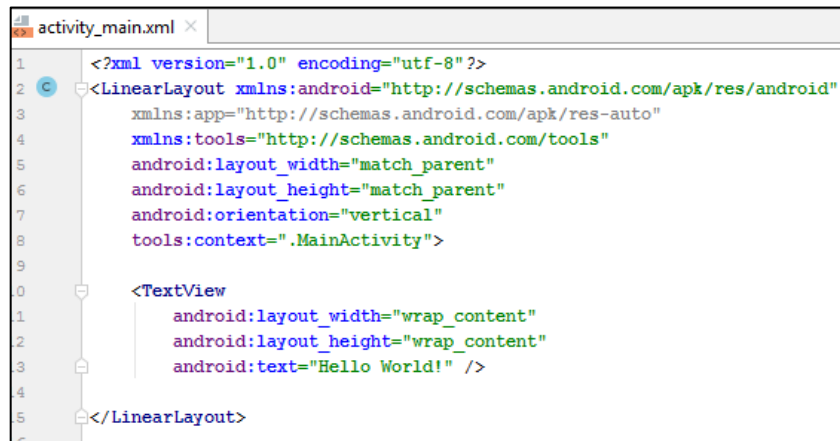 activity_main.xml
1 <?xml version="1.0" encoding="utf-8"?>
2 C <LinearLayout xmlns:android="http://schemas.android.com/apk/res/android"
3 xmlns:app="http://schemas.android.com/apk/res-auto"
4 xmlns:tools="http://schemas.android.com/tools"
5 android:layout_width="match_parent"
6 android:layout_height="match_parent"
7 android:orientation="vertical"
8 tools:context=".MainActivity">
9
0 <TextView
1 android:layout_width="wrap_content"
2 android:layout_height="wrap_content"
3 android:text="Hello World!" />
4
5 </LinearLayout>